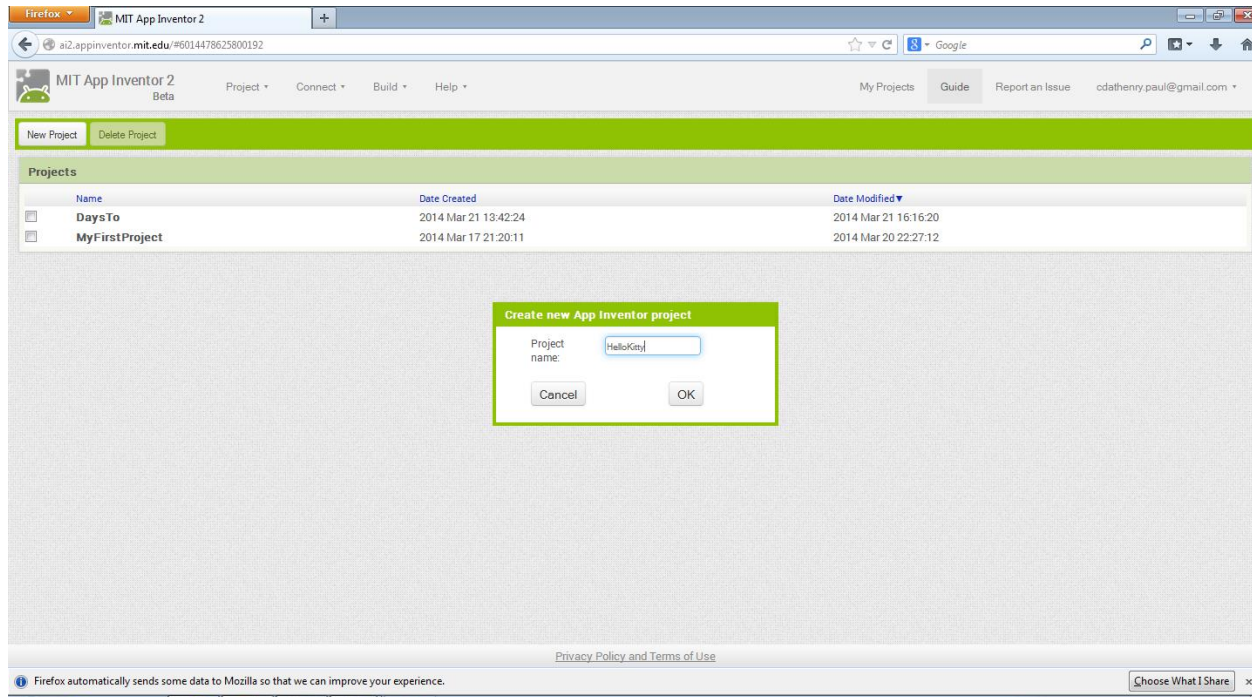 Firefox
MIT App Inventor 2
ai2.appinventor.mit.edu/#6014478625800192
Google
MIT App Inventor 2
Beta
Project Connect Build Help My Projects Guide Report an Issue cdathenry.paul@gmail.com
New Project Delete Project
Projects
Name Date Created Date Modified
DaysTo 2014 Mar 21 13:42:24 2014 Mar 21 16:16:20
MyFirstProject 2014 Mar 17 21:20:11 2014 Mar 20 22:27:12
Create new App Inventor project
Project
name:
HelloKitty
Cancel OK
Privacy Policy and Terms of Use
Firefox automatically sends some data to Mozilla so that we can improve your experience. Choose What I Share